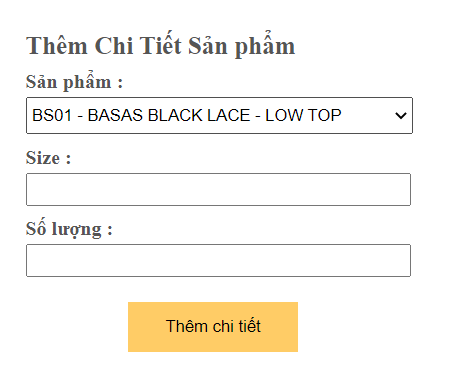 Thêm Chi Tiết Sản phẩm
Sản phẩm :
BS01 - BASAS BLACK LACE - LOW TOP
Size :
Số lượng :
Thêm chi tiết